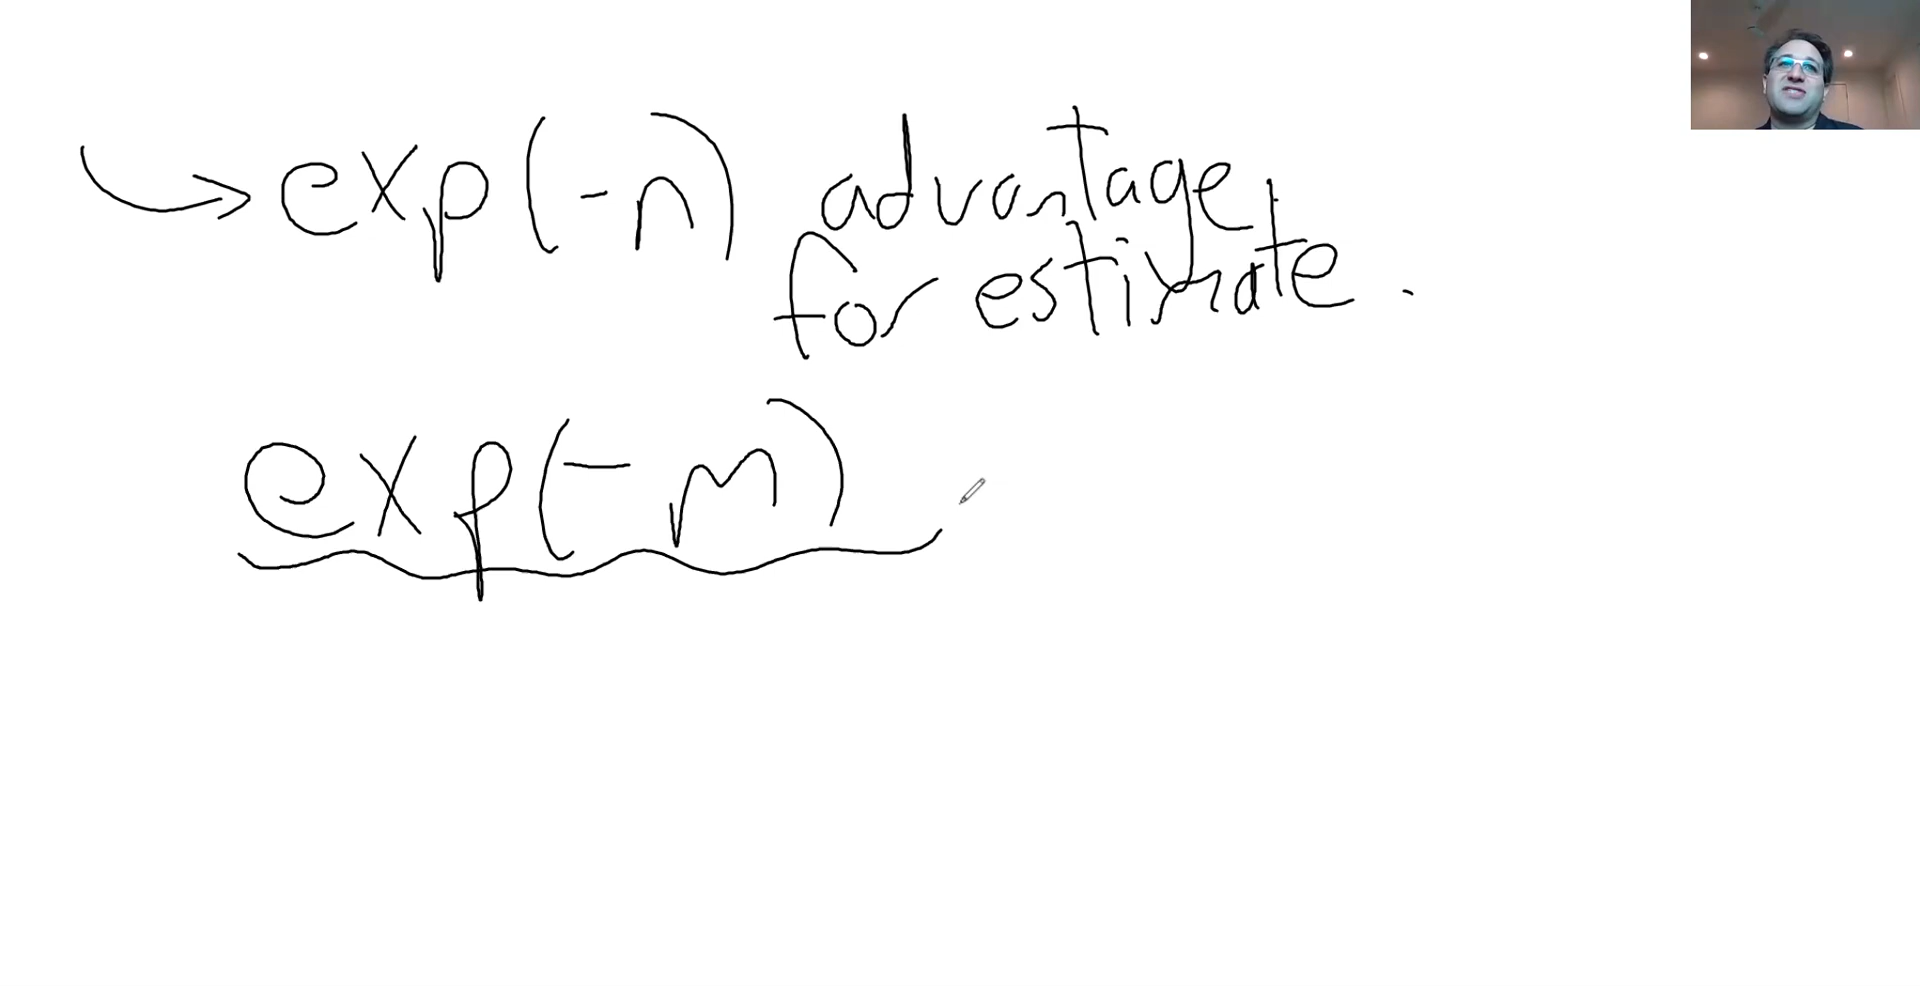 exp(-n) advantage
for estimate.
exp(-m)